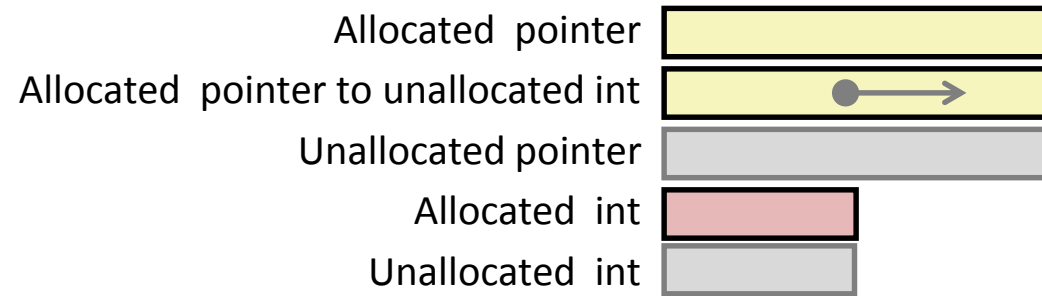 Allocated pointer
Allocated pointer to unallocated int
Unallocated pointer
Allocated int
Unallocated int